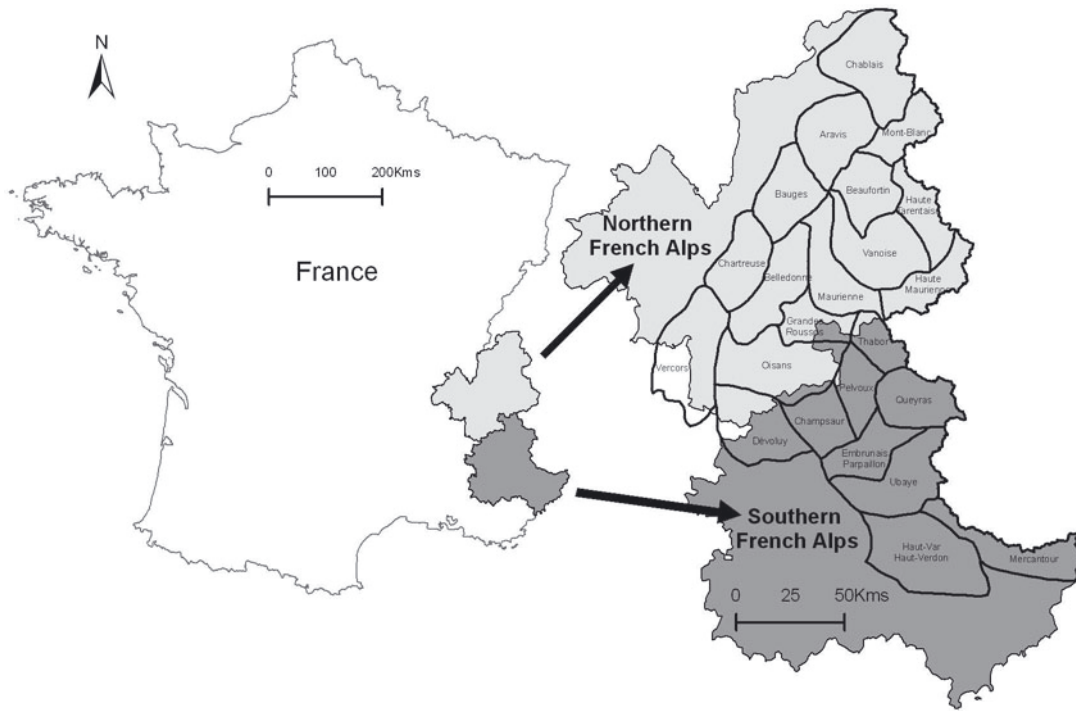 N
0 100 200Kms
France
Northern
French Alps
Southern
French Alps
0 25 50Kms
Chablais
Mont-Blanc
Aravis
Beaufortin
Bauges
Haute
Tarentaise
Vanoise
Chartreuse
Belledonne
Haute
Maurienne
Maurienne
Grandes
Rousses
Thabor
Vercors
Oisans
Pelvoux
Queyras
Champsaur
Dévoluy
Embrunais
Parpaillon
Ubaye
Haut-Var
Haut-Verdon
Mercantour